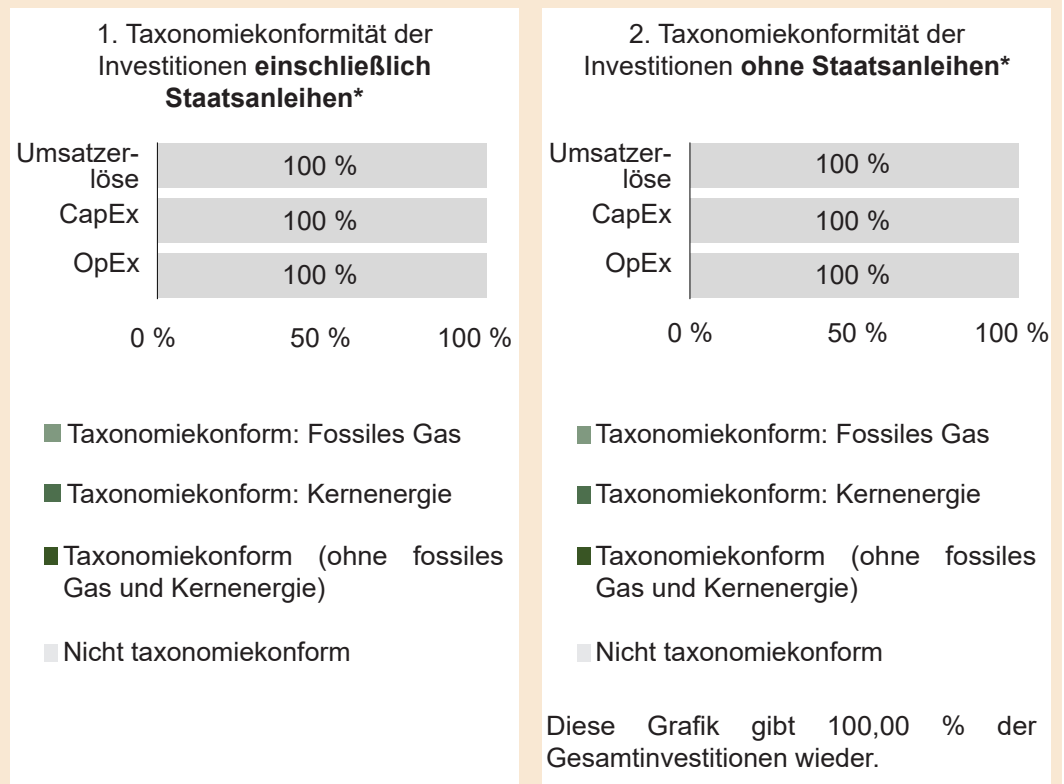 1. Taxonomiekonformität der
Investitionen einschließlich
Staatsanleihen*
Umsatzer-
löse
100 %
CapEx
100 %
OpEx
100 %
0 % 50 % 100 %
Taxonomiekonform: Fossiles Gas
Taxonomiekonform: Kernenergie
Taxonomiekonform (ohne fossiles
Gas und Kernenergie)
Nicht taxonomiekonform
2. Taxonomiekonformität der
Investitionen ohne Staatsanleihen*
Umsatzer-
löse
100 %
CapEx
100 %
OpEx
100 %
0 % 50 % 100 %
Taxonomiekonform: Fossiles Gas
Taxonomiekonform: Kernenergie
Taxonomiekonform (ohne fossiles
Gas und Kernenergie)
Nicht taxonomiekonform
Diese Grafik gibt 100,00 % der
Gesamtinvestitionen wieder.